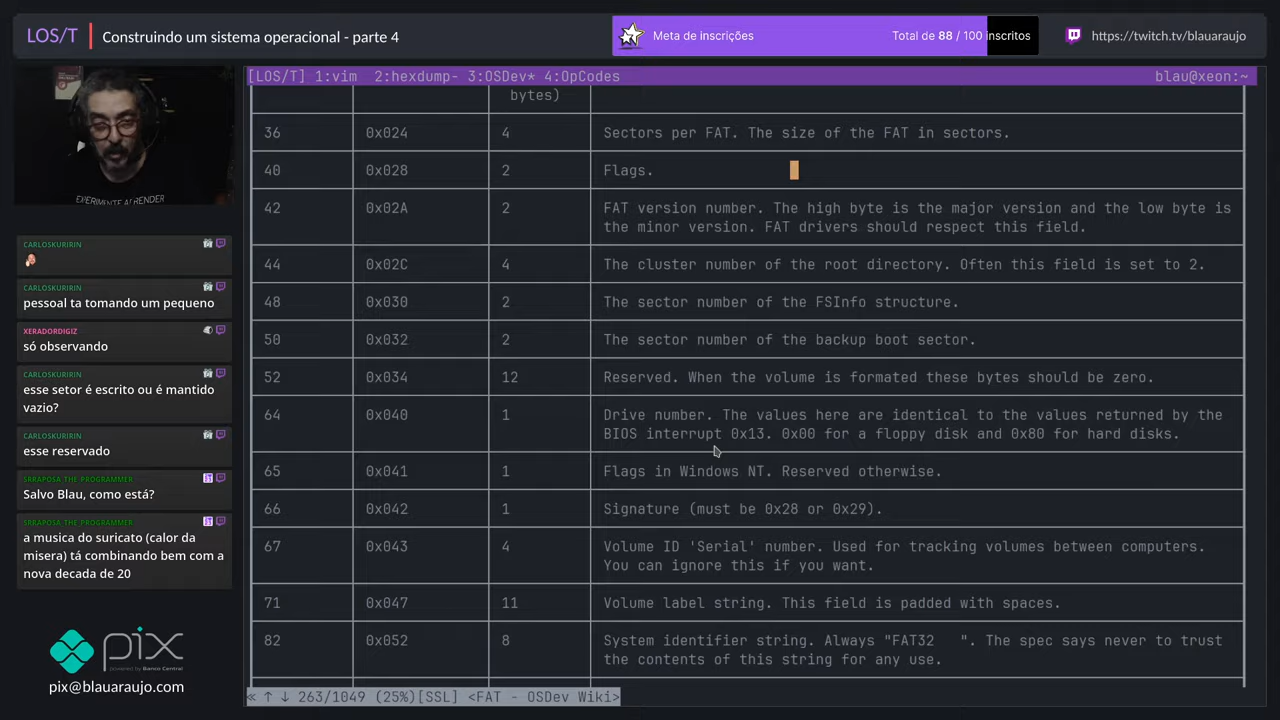 LOS/T
Construindo um sistema operacional - parte 4
Meta de inscrições
Total de 88 / 100 inscritos
https://twitch.tv/blauaraujo
[LOS/T] 1:vim 2:hexdump- 3:OSDev* 4:OpCodes
blau@xeon:~
bytes)
36 0x024 4 Sectors per FAT. The size of the FAT in sectors.
40 0x028 2 Flags.
42 0x02A 2 FAT version number. The high byte is the major version and the low byte is
the minor version. FAT drivers should respect this field.
44 0x02C 4 The cluster number of the root directory. Often this field is set to 2.
48 0x030 2 The sector number of the FSInfo structure.
50 0x032 2 The sector number of the backup boot sector.
52 0x034 12 Reserved. When the volume is formated these bytes should be zero.
64 0x040 1 Drive number. The values here are identical to the values returned by the
BIOS interrupt 0x13. 0x00 for a floppy disk and 0x80 for hard disks.
65 0x041 1 Flags in Windows NT. Reserved otherwise.
66 0x042 1 Signature (must be 0x28 or 0x29).
67 0x043 4 Volume ID 'Serial' number. Used for tracking volumes between computers.
You can ignore this if you want.
71 0x047 11 Volume label string. This field is padded with spaces.
82 0x052 8 System identifier string. Always "FAT32   ". The spec says never to trust
the contents of this string for any use.
« ↑ ↓ 263/1049 (25%)[SSL] <FAT - OSDev Wiki>
EXPERIMENTE AI RENDER
CARLOSKURIRIN
CARLOSKURIRIN
pessoal ta tomando um pequeno
XERADORDIGIZ
só observando
CARLOSKURIRIN
esse setor é escrito ou é mantido
vazio?
CARLOSKURIRIN
esse reservado
SRRAPOSA THE PROGRAMMER
Salvo Blau, como está?
SRRAPOSA THE PROGRAMMER
a musica do suricato (calor da
misera) tá combinando bem com a
nova decada de 20
pix
powered by Banco Central
pix@blauaraujo.com